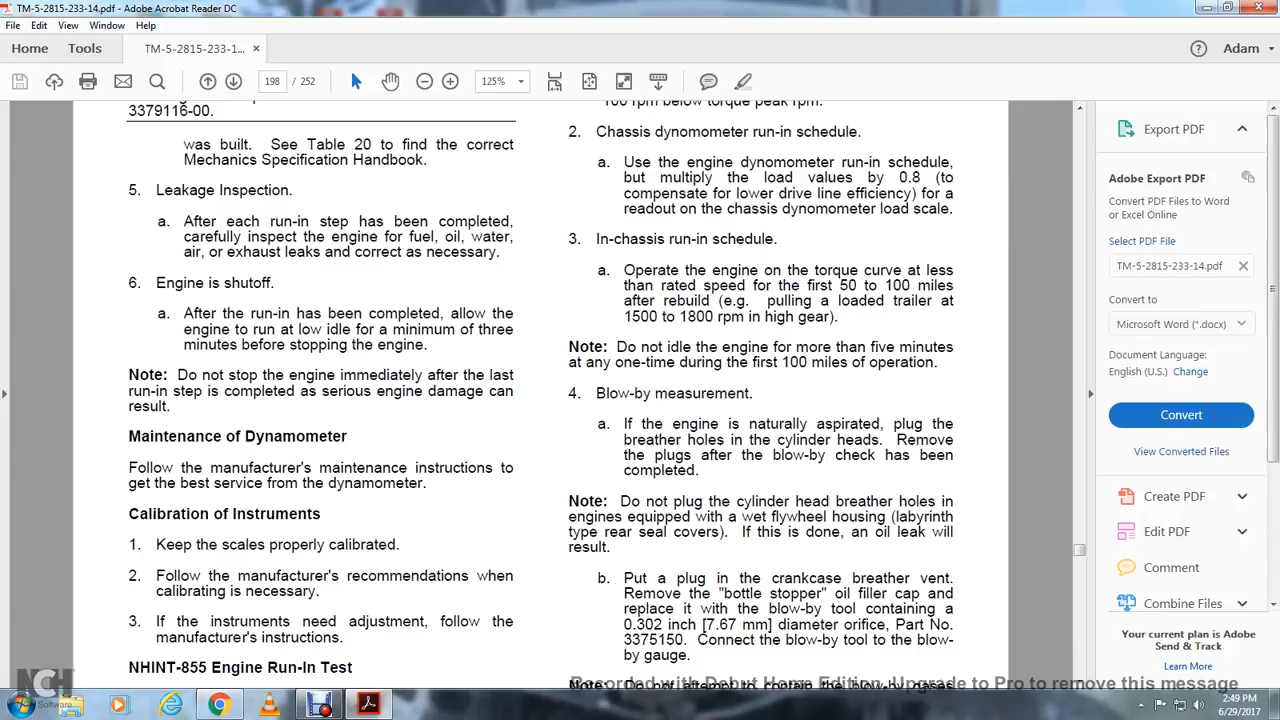 TM-5-2815-233-14.pdf - Adobe Acrobat Reader DC
File Edit View Window Help
Home Tools TM-5-2815-233-1... × Adam
198 / 252 125%
3379116-00.
was built. See Table 20 to find the correct
Mechanics Specification Handbook.
5. Leakage Inspection.
a. After each run-in step has been completed,
carefully inspect the engine for fuel, oil, water,
air, or exhaust leaks and correct as necessary.
6. Engine is shutoff.
a. After the run-in has been completed, allow the
engine to run at low idle for a minimum of three
minutes before stopping the engine.
Note: Do not stop the engine immediately after the last
run-in step is completed as serious engine damage can
result.
Maintenance of Dynamometer
Follow the manufacturer's maintenance instructions to
get the best service from the dynamometer.
Calibration of Instruments
1. Keep the scales properly calibrated.
2. Follow the manufacturer's recommendations when
calibrating is necessary.
3. If the instruments need adjustment, follow the
manufacturer's instructions.
NHINT-855 Engine Run-In Test
100 rpm below torque peak rpm.
2. Chassis dynomometer run-in schedule.
a. Use the engine dynomometer run-in schedule,
but multiply the load values by 0.8 (to
compensate for lower drive line efficiency) for a
readout on the chassis dynomometer load scale.
3. In-chassis run-in schedule.
a. Operate the engine on the torque curve at less
than rated speed for the first 50 to 100 miles
after rebuild (e.g. pulling a loaded trailer at
1500 to 1800 rpm in high gear).
Note: Do not idle the engine for more than five minutes
at any one-time during the first 100 miles of operation.
4. Blow-by measurement.
a. If the engine is naturally aspirated, plug the
breather holes in the cylinder heads. Remove
the plugs after the blow-by check has been
completed.
Note: Do not plug the cylinder head breather holes in
engines equipped with a wet flywheel housing (labyrinth
type rear seal covers). If this is done, an oil leak will
result.
b. Put a plug in the crankcase breather vent.
Remove the "bottle stopper" oil filler cap and
replace it with the blow-by tool containing a
0.302 inch [7.67 mm] diameter orifice, Part No.
3375150. Connect the blow-by tool to the blow-
by gauge.
Note: Do not attempt to contain the blow-by gases
Export PDF
Adobe Export PDF
Convert PDF Files to Word
or Excel Online
Select PDF File
TM-5-2815-233-14.pdf
Convert to
Microsoft Word (*.docx)
Document Language:
English (U.S.) Change
Convert
View Converted Files
Create PDF
Edit PDF
Comment
Combine Files
Your current plan is Adobe
Send & Track
Learn More
Recorded with Debut Home Edition. Upgrade to Pro to remove this message
NCH
Software
2:49 PM
6/29/2017